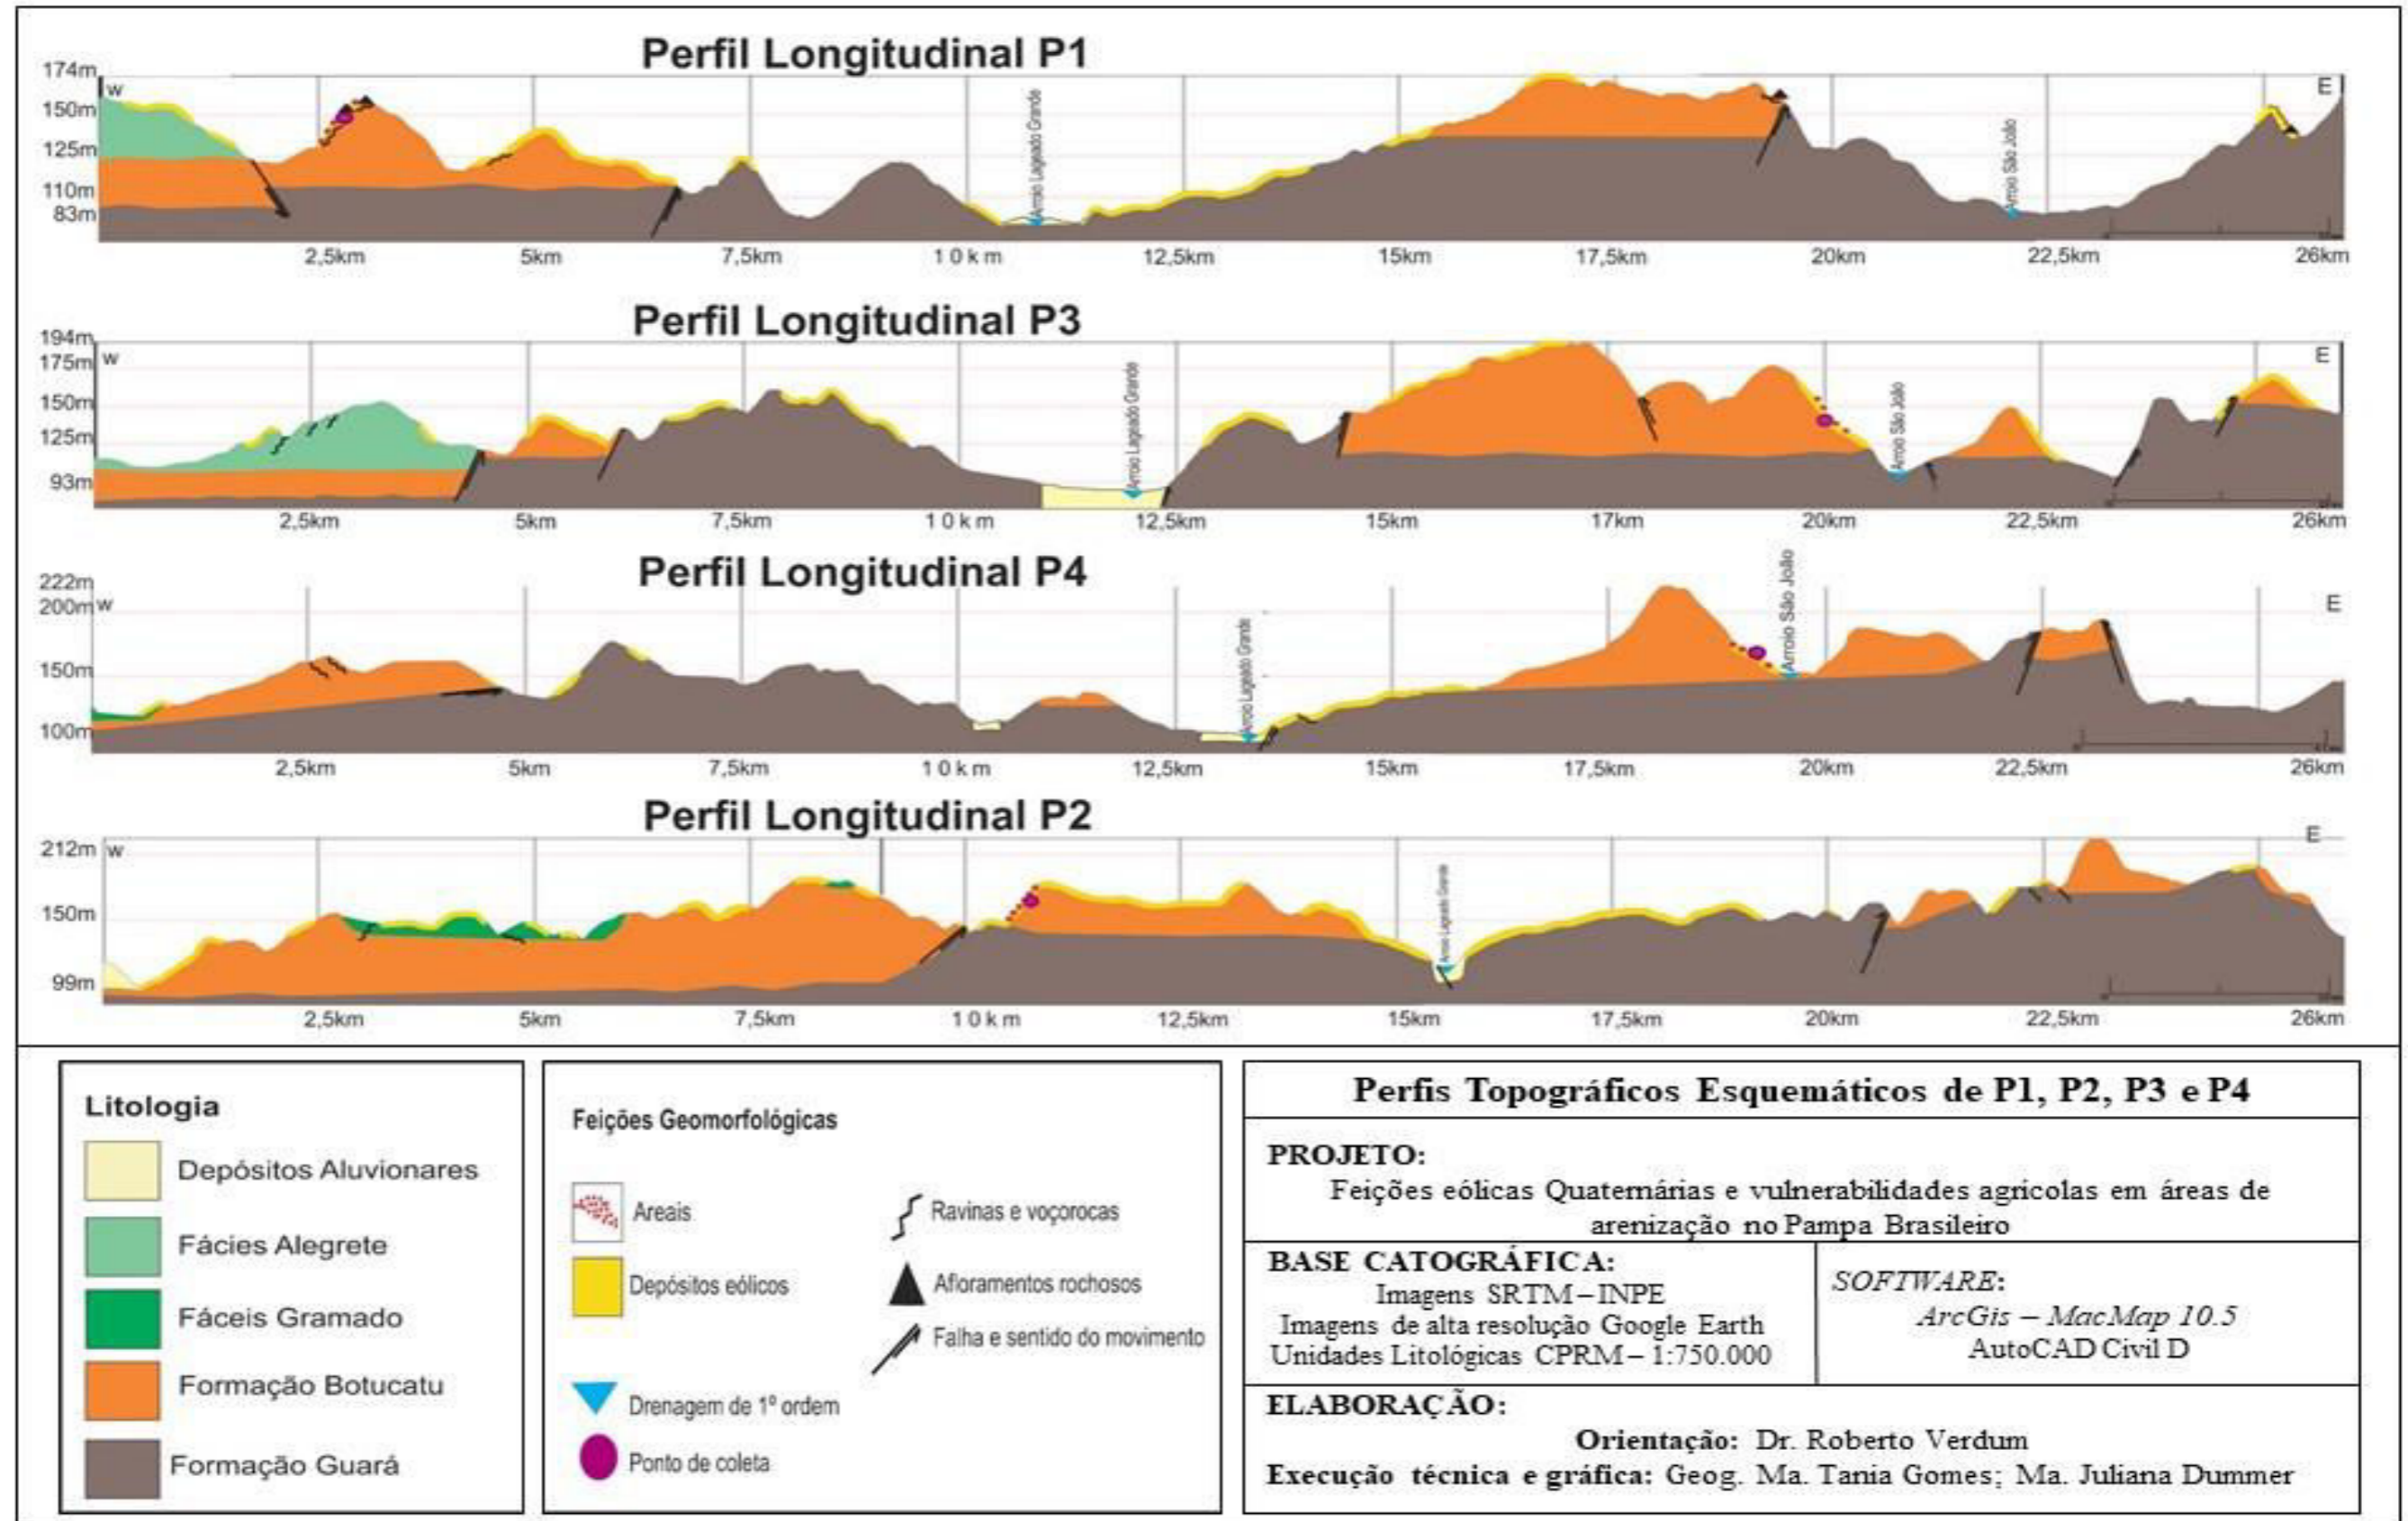 Perfil Longitudinal P1
174m
W
E
150m
125m
110m
83m
Arroio Lageado Grande
Arroio São João
2,5km 5km 7,5km 10km 12,5km 15km 17,5km 20km 22,5km 26km
Perfil Longitudinal P3
194m
175m
W
E
150m
125m
93m
Arroio Lageado Grande
Arroio São João
2,5km 5km 7,5km 10km 12,5km 15km 17km 20km 22,5km 26km
Perfil Longitudinal P4
222m
200m
W
E
150m
100m
Arroio Lageado Grande
Arroio São João
2,5km 5km 7,5km 10km 12,5km 15km 17,5km 20km 22,5km 26km
Perfil Longitudinal P2
212m
W
E
150m
99m
Arroio Lageado Grande
2,5km 5km 7,5km 10km 12,5km 15km 17,5km 20km 22,5km 26km
Litologia
Depósitos Aluvionares
Fácies Alegrete
Fáceis Gramado
Formação Botucatu
Formação Guará
Feições Geomorfológicas
Areais
Depósitos eólicos
Drenagem de 1º ordem
Ponto de coleta
Ravinas e voçorocas
Afloramentos rochosos
Falha e sentido do movimento
Perfis Topográficos Esquemáticos de P1, P2, P3 e P4
PROJETO:
Feições eólicas Quaternárias e vulnerabilidades agrícolas em áreas de
arenização no Pampa Brasileiro
BASE CATOGRÁFICA:
Imagens SRTM–INPE
Imagens de alta resolução Google Earth
Unidades Litológicas CPRM– 1:750.000
SOFTWARE:
ArcGis – MacMap 10.5
AutoCAD Civil D
ELABORAÇÃO:
Orientação: Dr. Roberto Verdum
Execução técnica e gráfica: Geog. Ma. Tania Gomes; Ma. Juliana Dummer